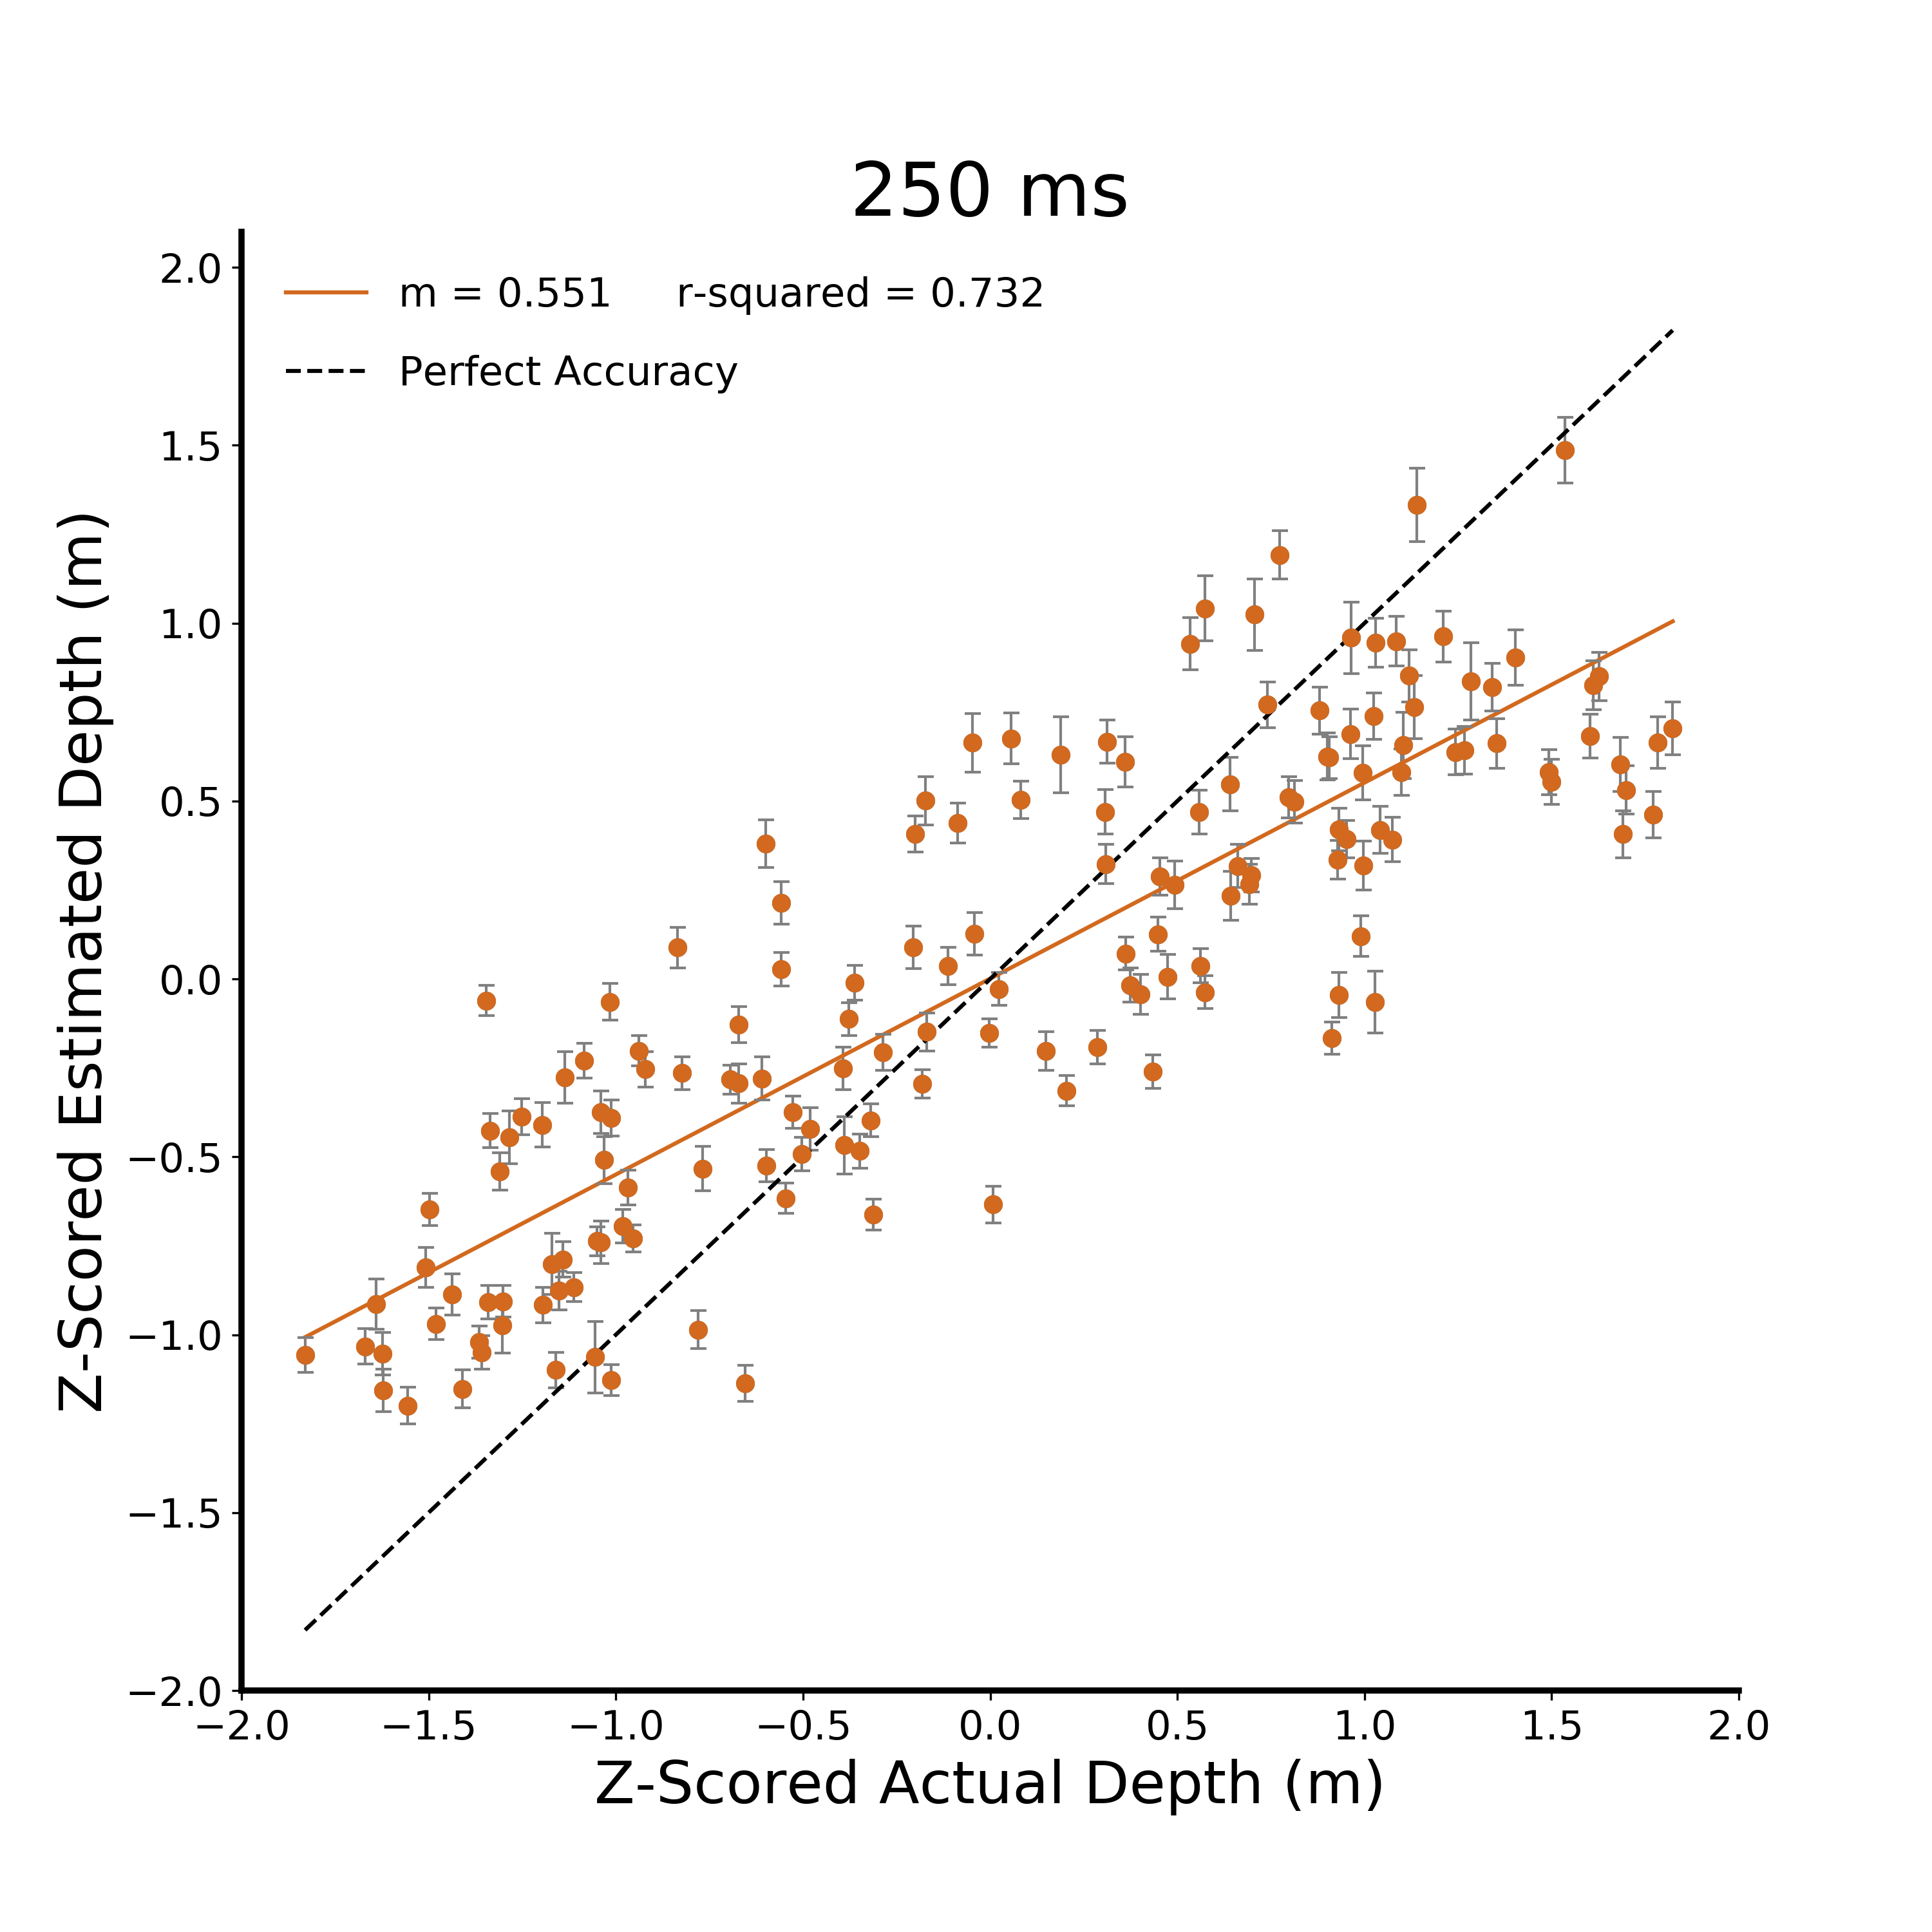 250 ms
m = 0.551 r-squared = 0.732
Perfect Accuracy
Z-Scored Estimated Depth (m)
2.0
1.5
1.0
0.5
0.0
−0.5
−1.0
−1.5
−2.0
−2.0 −1.5 −1.0 −0.5 0.0 0.5 1.0 1.5 2.0
Z-Scored Actual Depth (m)